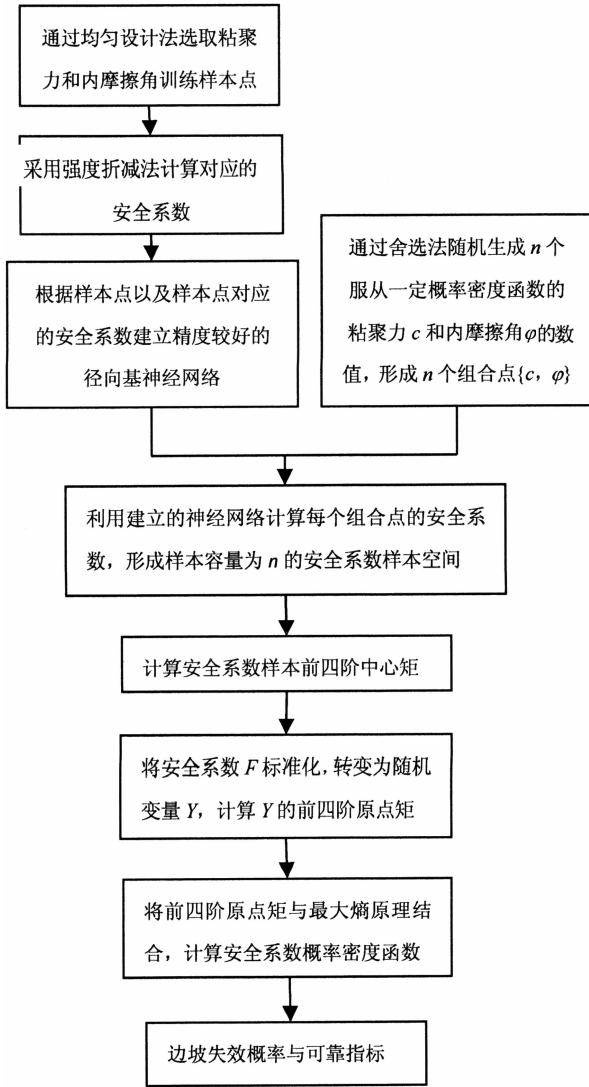 通过均匀设计法选取粘聚
力和内摩擦角训练样本点
采用强度折减法计算对应的
安全系数
根据样本点以及样本点对应
的安全系数建立精度较好的
径向基神经网络
通过舍选法随机生成 n 个
服从一定概率密度函数的
粘聚力 c 和内摩擦角φ的数
值，形成 n 个组合点{c，φ}
利用建立的神经网络计算每个组合点的安全系
数，形成样本容量为 n 的安全系数样本空间
计算安全系数样本前四阶中心矩
将安全系数 F 标准化，转变为随机
变量 Y，计算 Y 的前四阶原点矩
将前四阶原点矩与最大熵原理结
合，计算安全系数概率密度函数
边坡失效概率与可靠指标